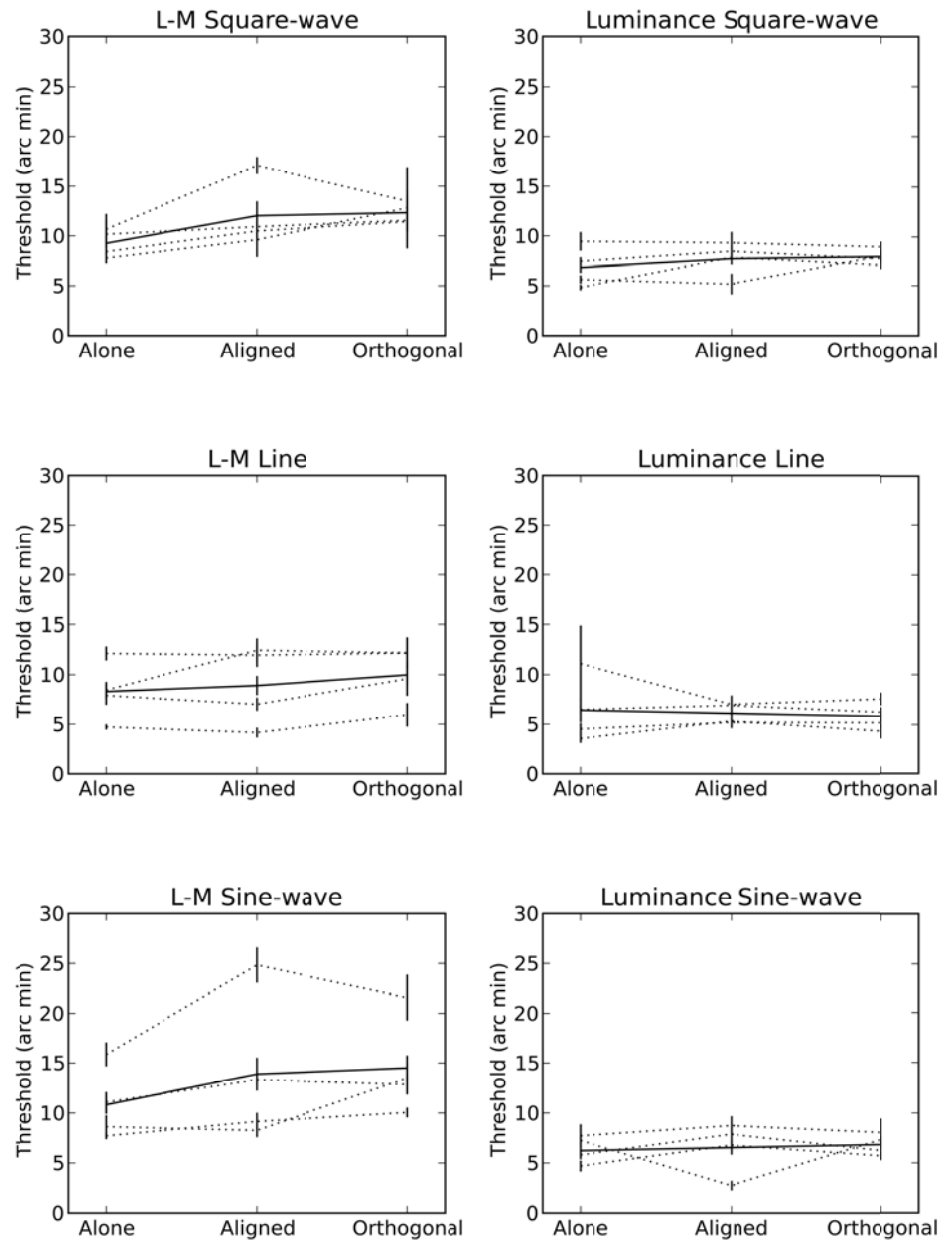 L-M Square-wave
Threshold (arc min)
30
25
20
15
10
5
0
Alone Aligned Orthogonal
Luminance Square-wave
Threshold (arc min)
30
25
20
15
10
5
0
Alone Aligned Orthogonal
L-M Line
Threshold (arc min)
30
25
20
15
10
5
0
Alone Aligned Orthogonal
Luminance Line
Threshold (arc min)
30
25
20
15
10
5
0
Alone Aligned Orthogonal
L-M Sine-wave
Threshold (arc min)
30
25
20
15
10
5
0
Alone Aligned Orthogonal
Luminance Sine-wave
Threshold (arc min)
30
25
20
15
10
5
0
Alone Aligned Orthogonal